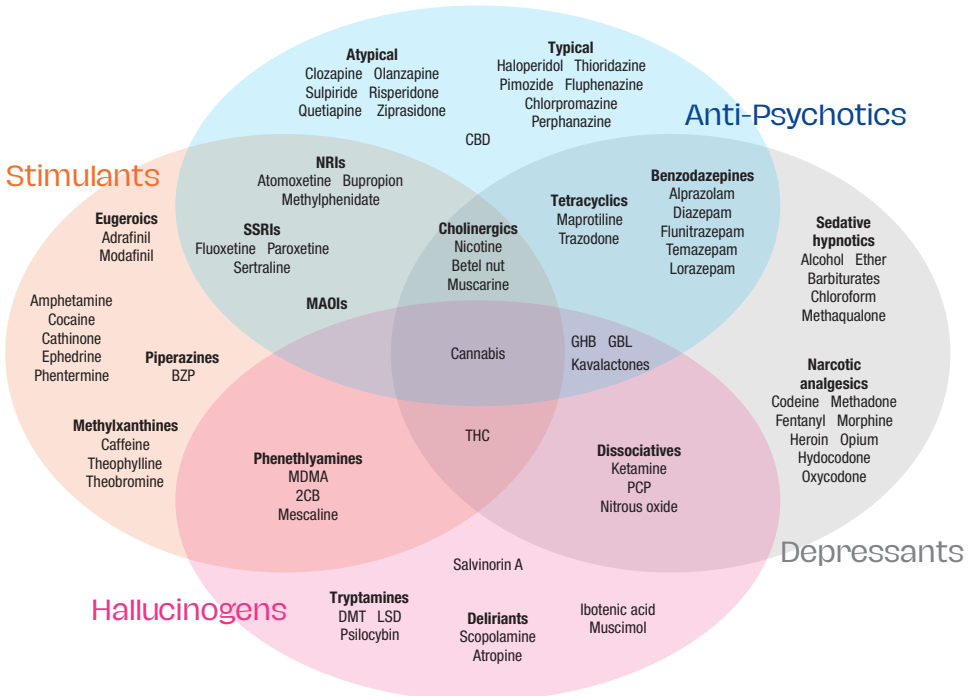 Atypical
Clozapine Olanzapine
Sulpiride Risperidone
Quetiapine Ziprasidone
Typical
Haloperidol Thioridazine
Pimozide Fluphenazine
Chlorpromazine
Perphanazine
Anti-Psychotics
CBD
Stimulants
NRIs
Atomoxetine Bupropion
Methylphenidate
SSRIs
Fluoxetine Paroxetine
Sertraline
MAOIs
Cholinergics
Nicotine
Betel nut
Muscarine
Tetracyclics
Maprotiline
Trazodone
Benzodazepines
Alprazolam
Diazepam
Flunitrazepam
Temazepam
Lorazepam
Eugeroics
Adrafinil
Modafinil
Sedative
hypnotics
Alcohol Ether
Barbiturates
Chloroform
Methaqualone
Amphetamine
Cocaine
Cathinone
Ephedrine
Phentermine
Piperazines
BZP
Cannabis
GHB GBL
Kavalactones
Narcotic
analgesics
Codeine Methadone
Fentanyl Morphine
Heroin Opium
Hydocodone
Oxycodone
Methylxanthines
Caffeine
Theophylline
Theobromine
Phenethlyamines
MDMA
2CB
Mescaline
THC
Dissociatives
Ketamine
PCP
Nitrous oxide
Depressants
Hallucinogens
Salvinorin A
Tryptamines
DMT LSD
Psilocybin
Deliriants
Scopolamine
Atropine
Ibotenic acid
Muscimol